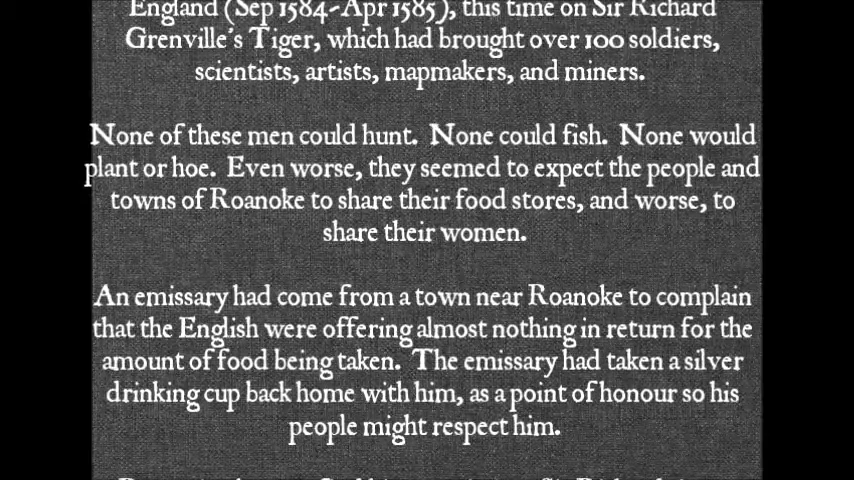 England (Sep 1584-Apr 1585), this time on Sir Richard
Grenville's Tiger, which had brought over 100 soldiers,
scientists, artists, mapmakers, and miners.
None of these men could hunt. None could fish. None would
plant or hoe. Even worse, they seemed to expect the people and
towns of Roanoke to share their food stores, and worse, to
share their women.
An emissary had come from a town near Roanoke to complain
that the English were offering almost nothing in return for the
amount of food being taken. The emissary had taken a silver
drinking cup back home with him, as a point of honour so his
people might respect him.